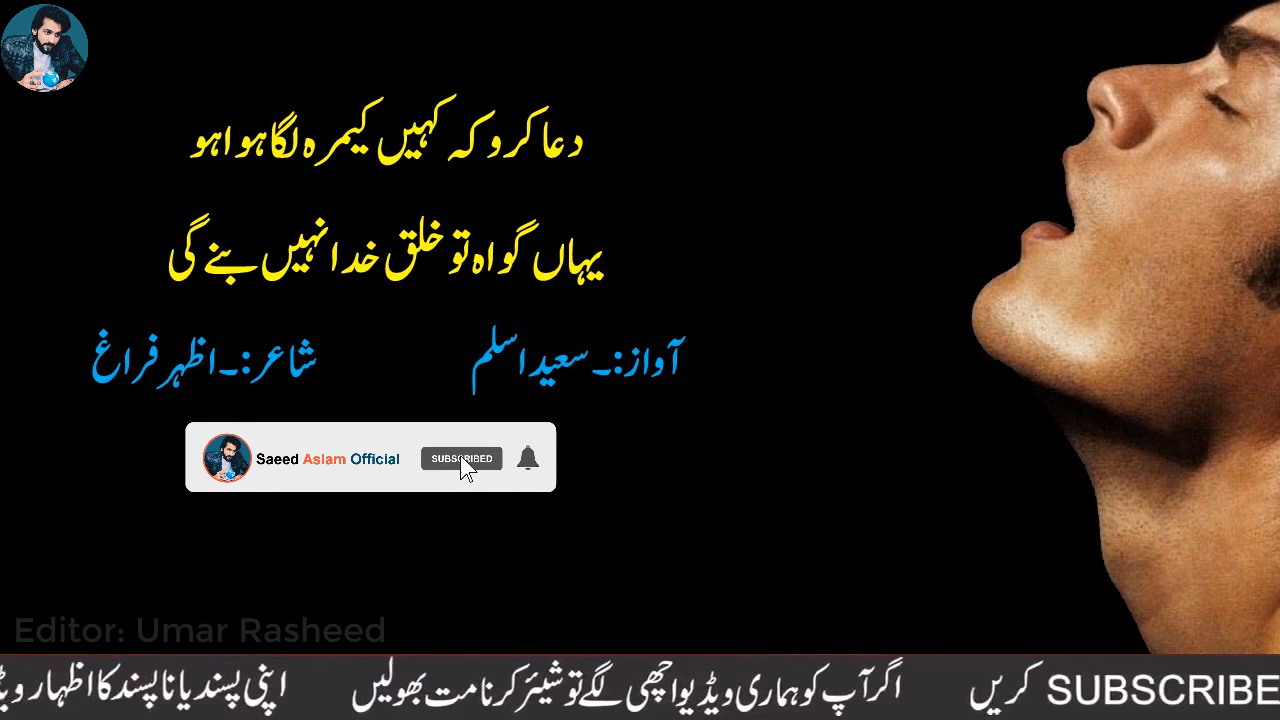 دعا کرو کہ کہیں کیمرہ لگا ہوا ہو
یہاں گواہ تو خلق خدا نہیں بنے گی
آواز:۔سعید اسلم شاعر:۔اظہر فراغ
Saeed Aslam Official SUBSCRIBED
Editor: Umar Rasheed
SUBSCRIBE کریں اگر آپ کو ہماری ویڈیو اچھی لگے تو شیئر کرنا مت بھولیں اپنی پسند یا نا پسند کا اظہار